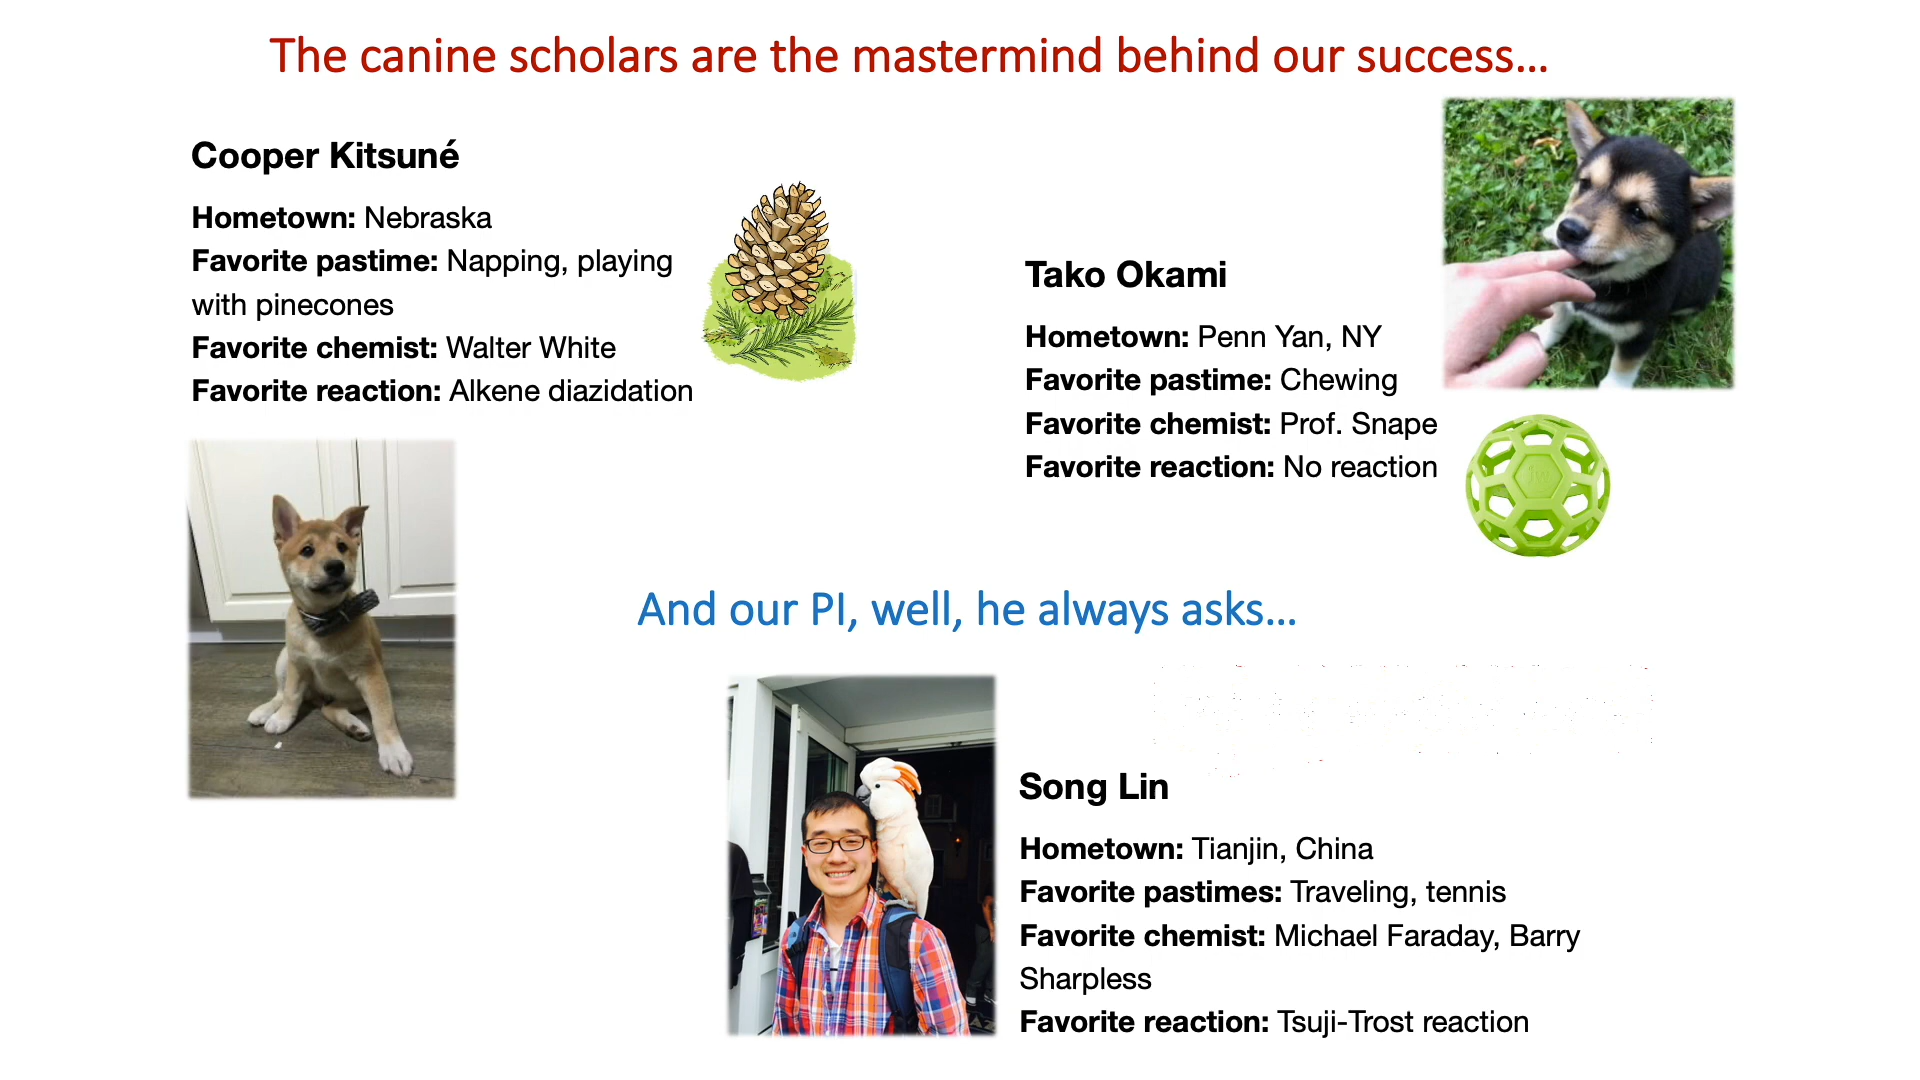 The canine scholars are the mastermind behind our success...
Cooper Kitsuné
Hometown: Nebraska
Favorite pastime: Napping, playing
with pinecones
Favorite chemist: Walter White
Favorite reaction: Alkene diazidation
Tako Okami
Hometown: Penn Yan, NY
Favorite pastime: Chewing
Favorite chemist: Prof. Snape
Favorite reaction: No reaction
And our PI, well, he always asks...
Song Lin
Hometown: Tianjin, China
Favorite pastimes: Traveling, tennis
Favorite chemist: Michael Faraday, Barry
Sharpless
Favorite reaction: Tsuji-Trost reaction